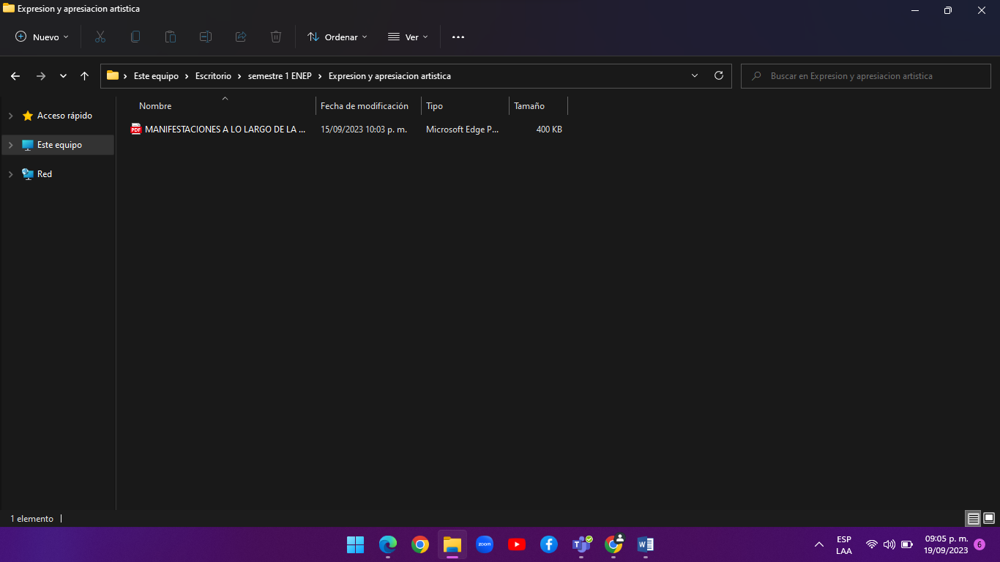 Expresion y apresiacion artistica
Nuevo
Ordenar
Ver
Este equipo > Escritorio > semestre 1 ENEP > Expresion y apresiacion artistica
Buscar en Expresion y apresiacion artistica
Acceso rápido
Este equipo
Red
Nombre Fecha de modificación Tipo Tamaño
PDF MANIFESTACIONES A LO LARGO DE LA ... 15/09/2023 10:03 p. m. Microsoft Edge P... 400 KB
1 elemento
zoom
ESP
LAA
09:05 p. m.
19/09/2023
6